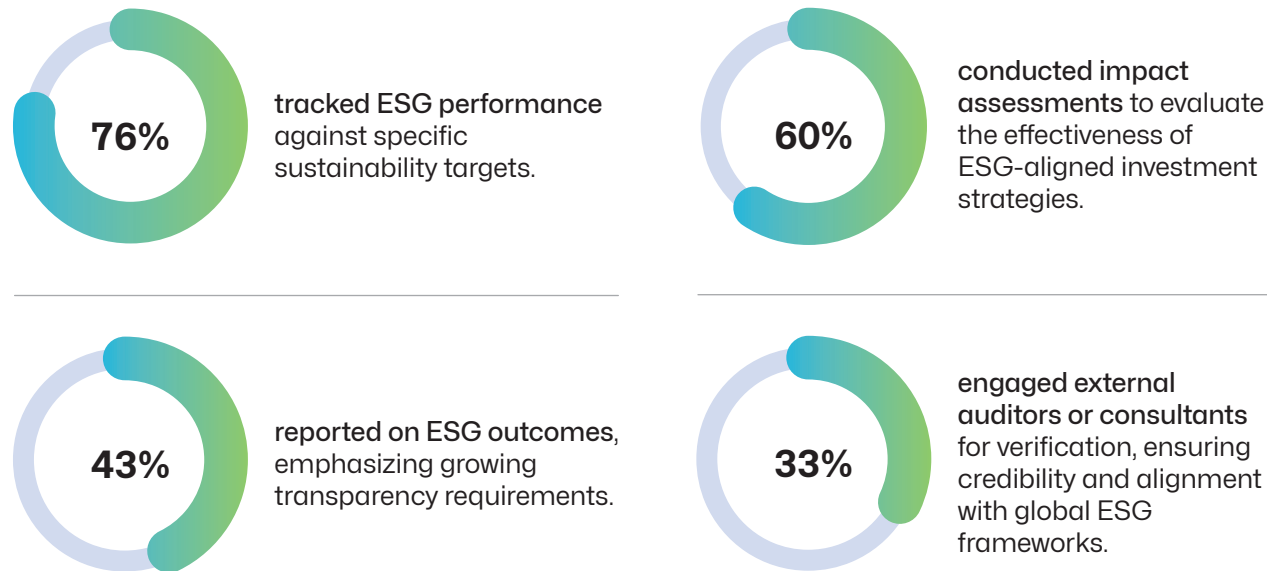 76%
tracked ESG performance
against specific
sustainability targets.
60%
conducted impact
assessments to evaluate
the effectiveness of
ESG-aligned investment
strategies.
43%
reported on ESG outcomes,
emphasizing growing
transparency requirements.
33%
engaged external
auditors or consultants
for verification, ensuring
credibility and alignment
with global ESG
frameworks.